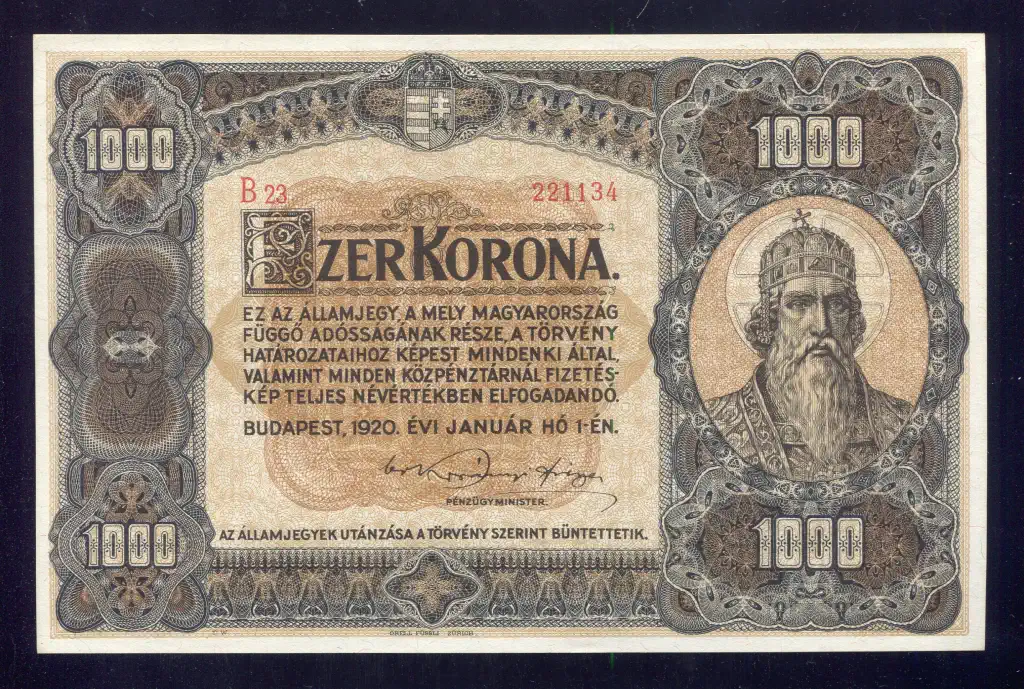 1000
1000
B 23
221134
EZER KORONA.
EZ AZ ÁLLAMJEGY, A MELY MAGYARORSZÁG
FÜGGŐ ADÓSSÁGÁNAK RÉSZE, A TÖRVÉNY
HATÁROZATAIHOZ KÉPEST MINDENKI ÁLTAL,
VALAMINT MINDEN KÖZPÉNZTÁRNÁL FIZETÉS-
KÉP TELJES NÉVÉRTÉKBEN ELFOGADANDÓ.
BUDAPEST, 1920. ÉVI JANUÁR HÓ 1-ÉN.
PÉNZÜGYMINISTER.
1000
1000
AZ ÁLLAMJEGYEK UTÁNZÁSA A TÖRVÉNY SZERINT BÜNTETTETIK.
ORELL FÜSSLI ZÜRICH